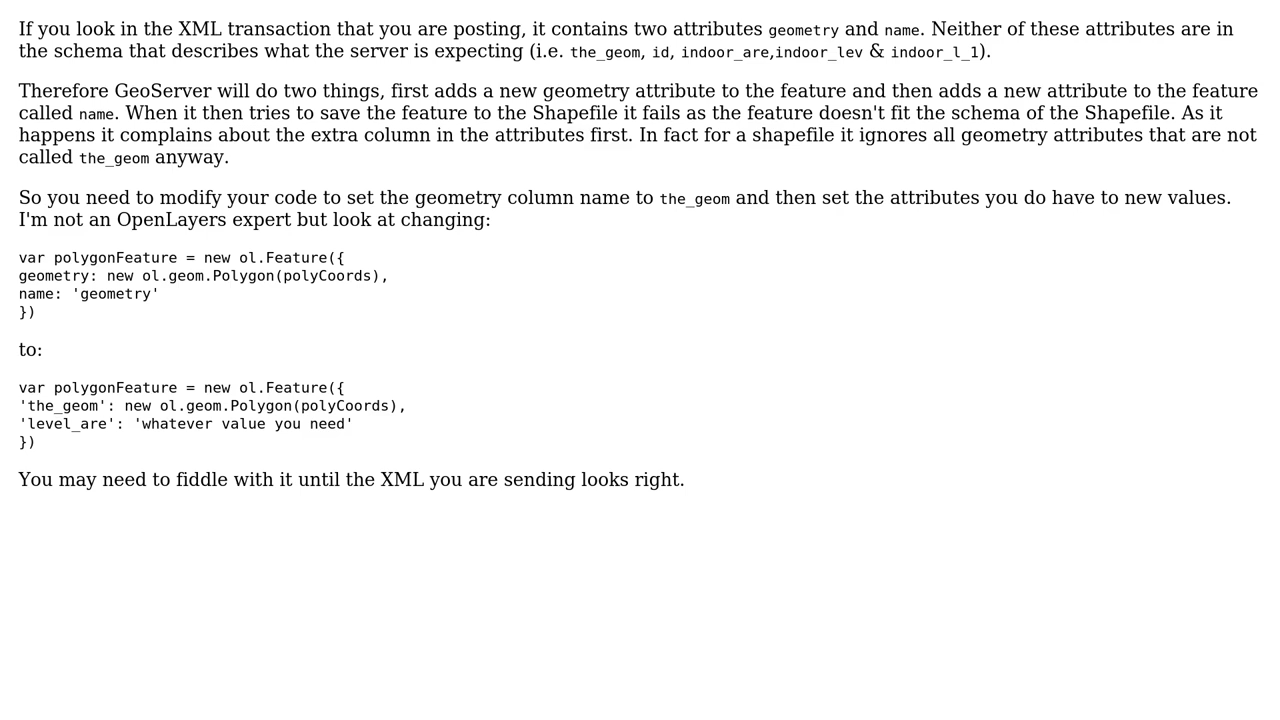 If you look in the XML transaction that you are posting, it contains two attributes geometry and name. Neither of these attributes are in
the schema that describes what the server is expecting (i.e. the_geom, id, indoor_are,indoor_lev & indoor_l_1).
Therefore GeoServer will do two things, first adds a new geometry attribute to the feature and then adds a new attribute to the feature
called name. When it then tries to save the feature to the Shapefile it fails as the feature doesn't fit the schema of the Shapefile. As it
happens it complains about the extra column in the attributes first. In fact for a shapefile it ignores all geometry attributes that are not
called the_geom anyway.
So you need to modify your code to set the geometry column name to the_geom and then set the attributes you do have to new values.
I'm not an OpenLayers expert but look at changing:
var polygonFeature = new ol.Feature({
geometry: new ol.geom.Polygon(polyCoords),
name: 'geometry'
})
to:
var polygonFeature = new ol.Feature({
'the_geom': new ol.geom.Polygon(polyCoords),
'level_are': 'whatever value you need'
})
You may need to fiddle with it until the XML you are sending looks right.